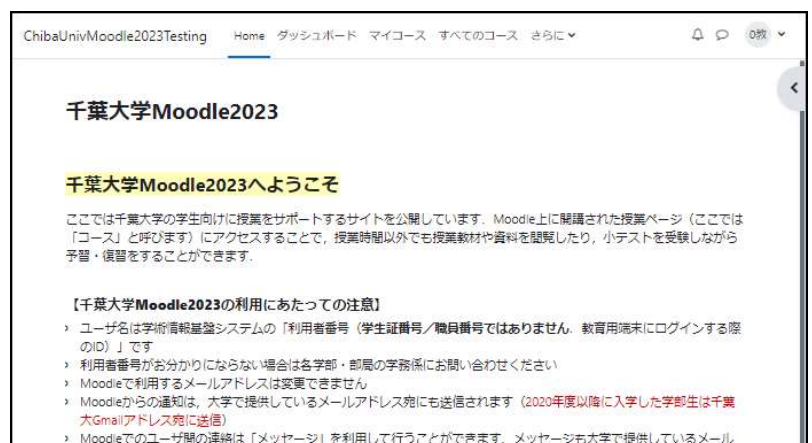 ChibaUnivMoodle2023Testing Home ダッシュボード マイコース すべてのコース さらに 0教
千葉大学Moodle2023
千葉大学Moodle2023へようこそ
ここでは千葉大学の学生向けに授業をサポートするサイトを公開しています．Moodle上に開講された授業ページ（ここでは
「コース」と呼びます）にアクセスすることで，授業時間以外でも授業教材や資料を閲覧したり，小テストを受験しながら
予習・復習をすることができます．
【千葉大学Moodle2023の利用にあたっての注意】
› ユーザ名は学術情報基盤システムの「利用者番号（学生証番号／職員番号ではありません．教育用端末にログインする際
のID）」です
› 利用者番号がお分かりにならない場合は各学部・部局の学務係にお問い合わせください
› Moodleで利用するメールアドレスは変更できません
› Moodleからの通知は，大学で提供しているメールアドレス宛にも送信されます（2020年度以降に入学した学部生は千葉
大Gmailアドレス宛に送信）
› Moodleでのユーザ間の連絡は「メッセージ」を利用して行うことができます．メッセージも大学で提供しているメール